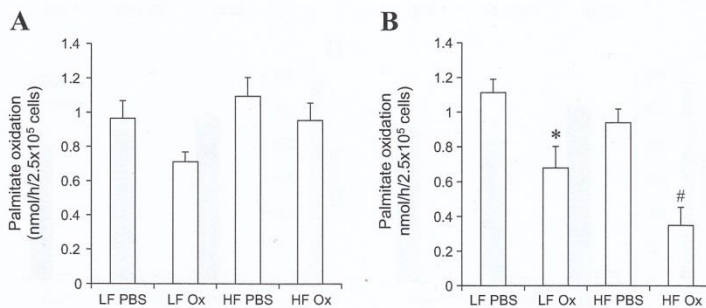 A
Palmitate oxidation
(nmol/h/2.5x10⁵ cells)
1.4
1.2
1
0.8
0.6
0.4
0.2
0
LF PBS LF Ox HF PBS HF Ox
B
Palmitate oxidation
nmol/h/2.5x10⁵ cells)
1.4
1.2
1
0.8
0.6
0.4
0.2
0
*
#
LF PBS LF Ox HF PBS HF Ox